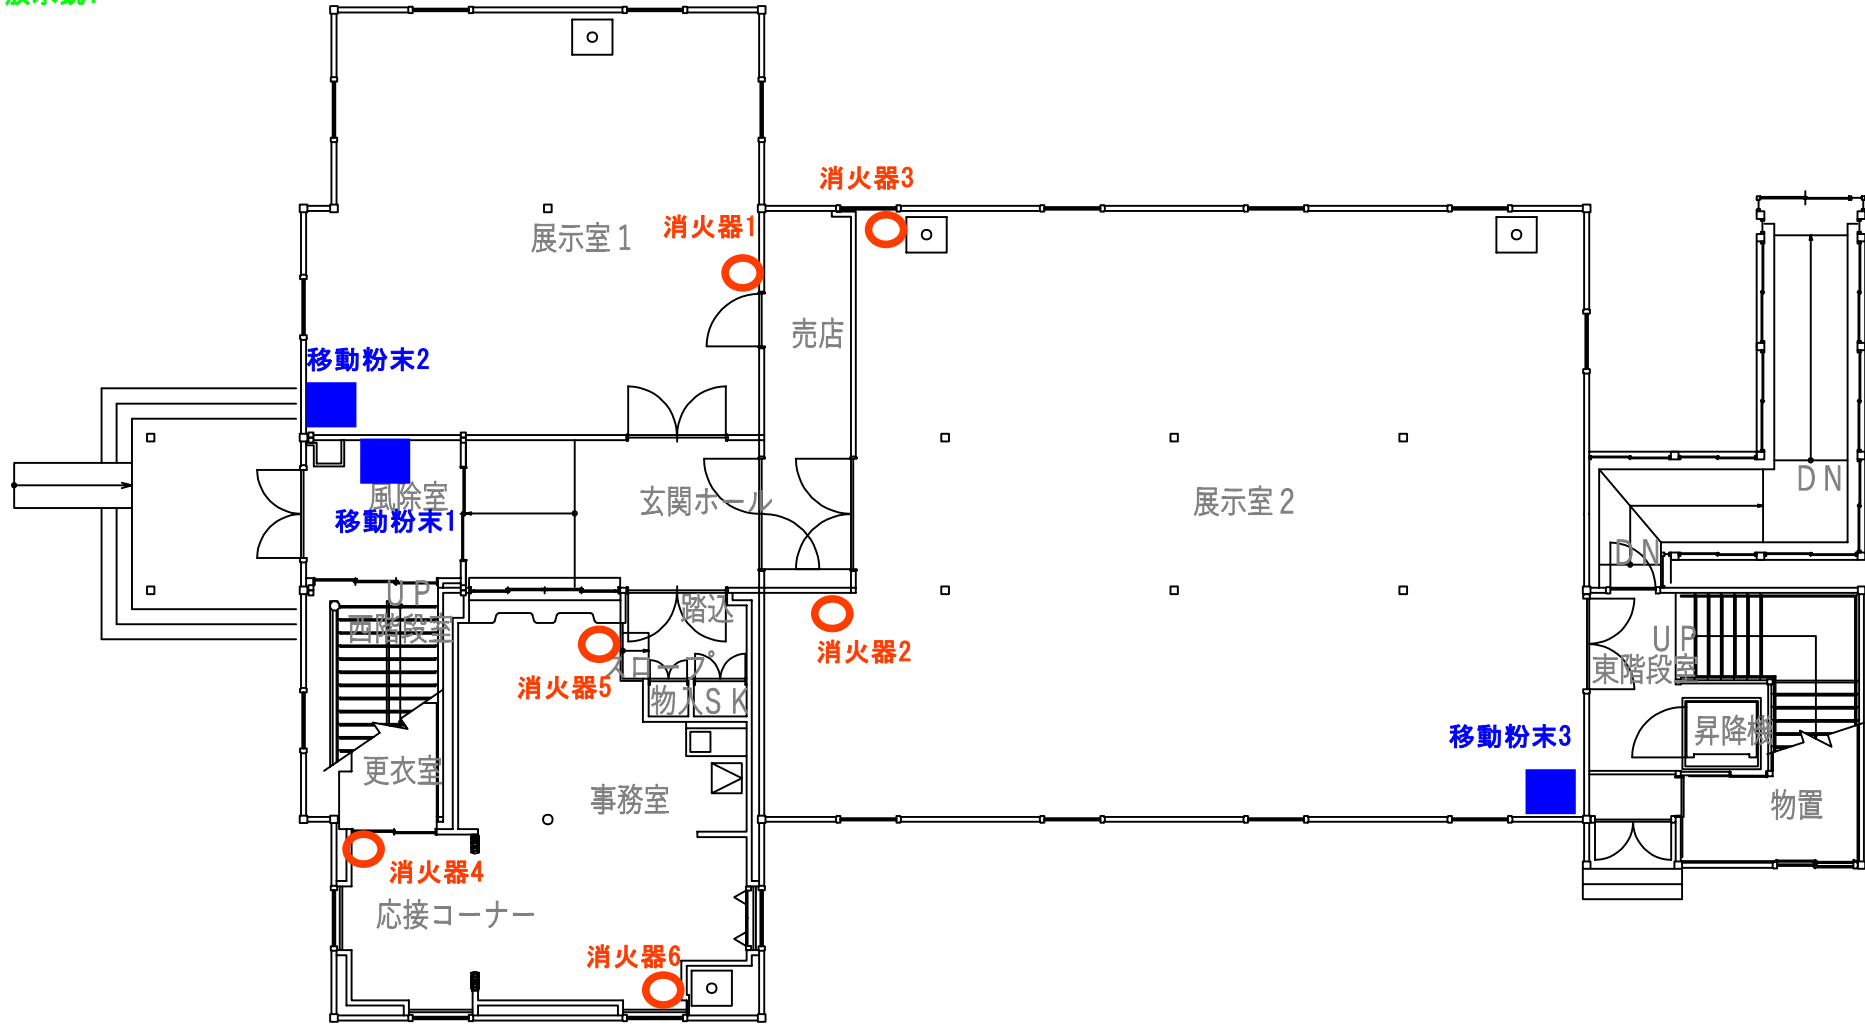 消火器3
消火器1
展示室1
売店
移動粉末2
DN
風除室
玄関ホール
展示室2
移動粉末1
DN
UP
踏込
西階段室
消火器2
UP
スロープ
東階段室
消火器5
物入SK
移動粉末3
昇降機
更衣室
事務室
物置
消火器4
応接コーナー
消火器6